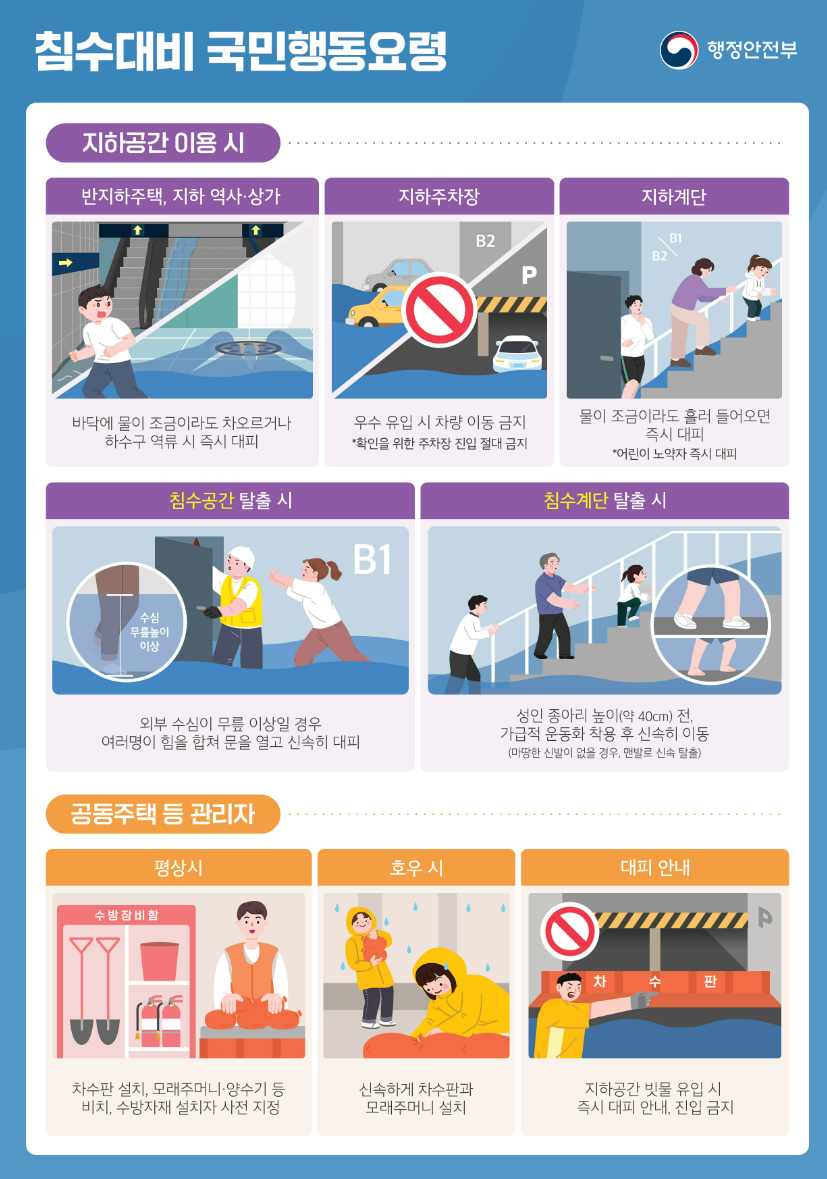 침수대비 국민행동요령
행정안전부
지하공간 이용 시
반지하주택, 지하 역사·상가
바닥에 물이 조금이라도 차오르거나
하수구 역류 시 즉시 대피
지하주차장
B2
P
우수 유입 시 차량 이동 금지
*확인을 위한 주차장 진입 절대 금지
지하계단
B1
B2
물이 조금이라도 흘러 들어오면
즉시 대피
*어린이 노약자 즉시 대피
침수공간 탈출 시
B1
수심
무릎높이
이상
외부 수심이 무릎 이상일 경우
여러명이 힘을 합쳐 문을 열고 신속히 대피
침수계단 탈출 시
성인 종아리 높이(약 40cm) 전,
가급적 운동화 착용 후 신속히 이동
(마땅한 신발이 없을 경우, 맨발로 신속 탈출)
공동주택 등 관리자
평상시
수방장비함
차수판 설치, 모래주머니·양수기 등
비치, 수방자재 설치자 사전 지정
호우 시
신속하게 차수판과
모래주머니 설치
대피 안내
P
차 수 판
지하공간 빗물 유입 시
즉시 대피 안내, 진입 금지